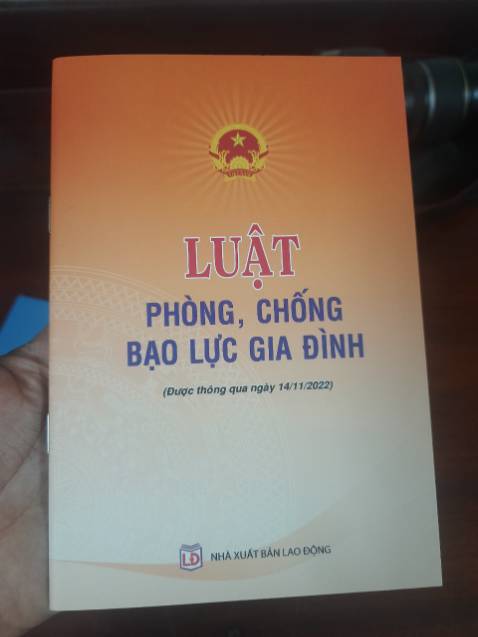 LUẬT
PHÒNG, CHỐNG
BẠO LỰC GIA ĐÌNH
(Được thông qua ngày 14/11/2022)
LĐ
NHÀ XUẤT BẢN LAO ĐỘNG